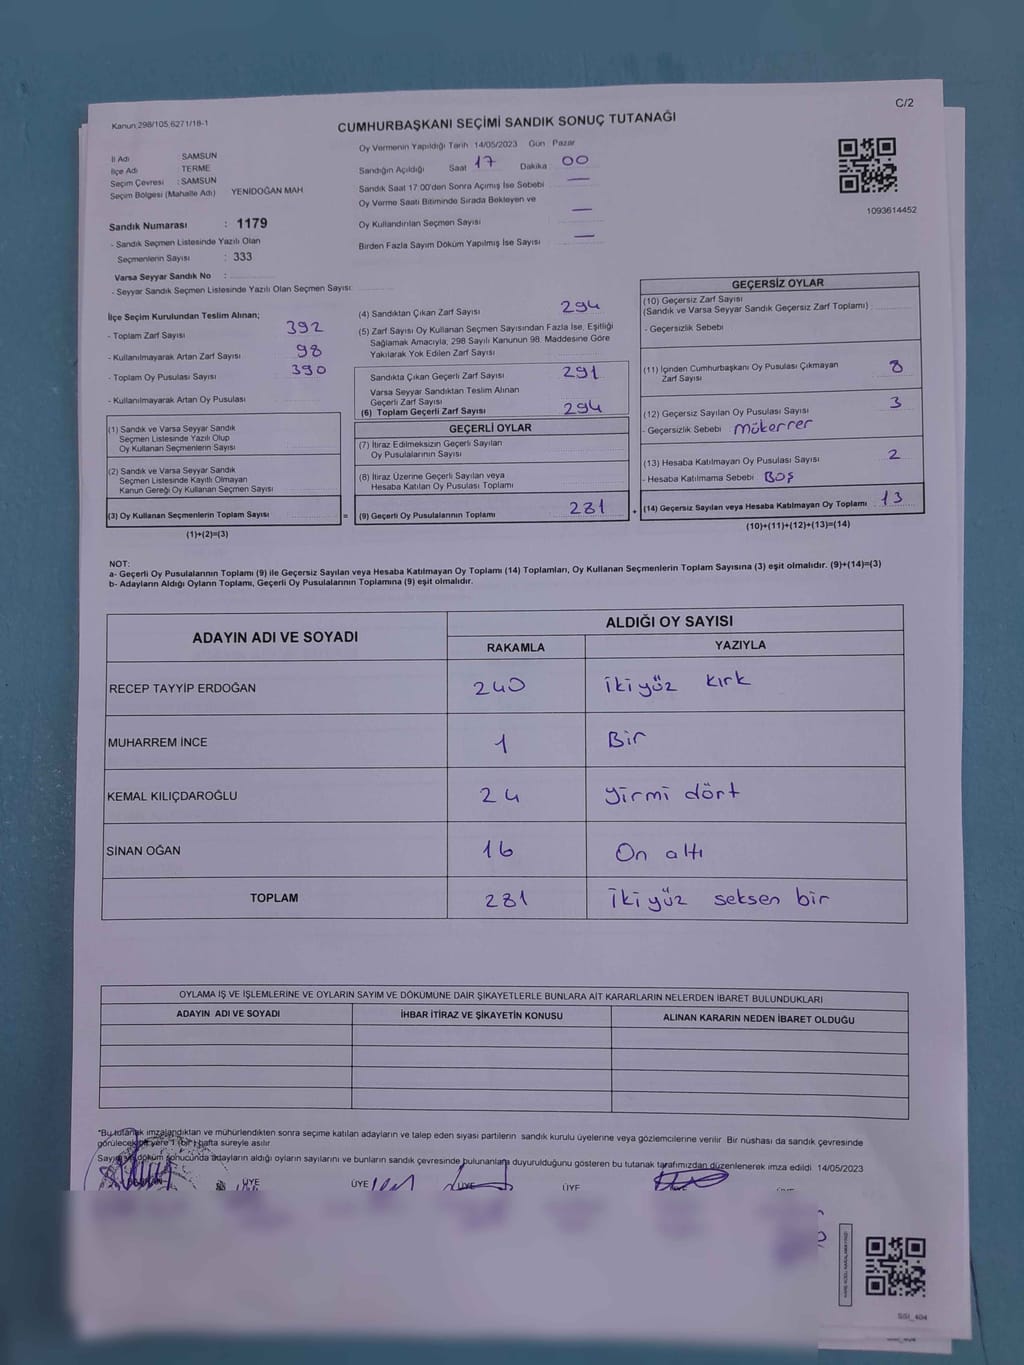 C/2
Kanun 298/105 6271/18-1
CUMHURBAŞKANI SEÇİMİ SANDIK SONUÇ TUTANAĞI
İl Adı SAMSUN
İlçe Adı : TERME
Seçim Çevresi : SAMSUN
Seçim Bölgesi (Mahalle Adı) YENİDOĞAN MAH
Sandık Numarası : 1179
- Sandık Seçmen Listesinde Yazılı Olan
Seçmenlerin Sayısı : 333
Varsa Seyyar Sandık No :
- Seyyar Sandık Seçmen Listesinde Yazılı Olan Seçmen Sayısı:
Oy Vermenin Yapıldığı Tarih 14/05/2023 Gün Pazar
Sandığın Açıldığı Saat 17 Dakika 00
Sandık Saat 17 00'den Sonra Açımış İse Sebebi —
Oy Verme Saati Bitiminde Sırada Bekleyen ve
Oy Kullandırılan Seçmen Sayısı —
Birden Fazla Sayım Döküm Yapılmış İse Sayısı —
1093614452
İlçe Seçim Kurulundan Teslim Alınan;
- Toplam Zarf Sayısı 392
- Kullanılmayarak Artan Zarf Sayısı 98
- Toplam Oy Pusulası Sayısı 390
- Kullanılmayarak Artan Oy Pusulası
(1) Sandık ve Varsa Seyyar Sandık
Seçmen Listesinde Yazılı Olup
Oy Kullanan Seçmenlerin Sayısı
(2) Sandık ve Varsa Seyyar Sandık
Seçmen Listesinde Kayıtlı Olmayan
Kanun Gereği Oy Kullanan Seçmen Sayısı
(3) Oy Kullanan Seçmenlerin Toplam Sayısı =
(1)+(2)=(3)
(4) Sandıktan Çıkan Zarf Sayısı 294
(5) Zarf Sayısı Oy Kullanan Seçmen Sayısından Fazla İse, Eşitliği
Sağlamak Amacıyla, 298 Sayılı Kanunun 98. Maddesine Göre
Yakılarak Yok Edilen Zarf Sayısı
Sandıkta Çıkan Geçerli Zarf Sayısı 291
Varsa Seyyar Sandıktan Teslim Alınan
Geçerli Zarf Sayısı
(6) Toplam Geçerli Zarf Sayısı 294
GEÇERLİ OYLAR
(7) İtiraz Edilmeksizin Geçerli Sayılan
Oy Pusulalarının Sayısı
(8) İtiraz Üzerine Geçerli Sayılan veya
Hesaba Katılan Oy Pusulası Toplamı
(9) Geçerli Oy Pusulalarının Toplamı 281 +
GEÇERSİZ OYLAR
(10) Geçersiz Zarf Sayısı
(Sandık ve Varsa Seyyar Sandık Geçersiz Zarf Toplamı)
- Geçersizlik Sebebi
(11) İçinden Cumhurbaşkanı Oy Pusulası Çıkmayan
Zarf Sayısı 8
(12) Geçersiz Sayılan Oy Pusulası Sayısı 3
- Geçersizlik Sebebi Mükerrer
(13) Hesaba Katılmayan Oy Pusulası Sayısı 2
- Hesaba Katılmama Sebebi BOŞ
(14) Geçersiz Sayılan veya Hesaba Katılmayan Oy Toplamı 13
(10)+(11)+(12)+(13)=(14)
NOT:
a- Geçerli Oy Pusulalarının Toplamı (9) ile Geçersiz Sayılan veya Hesaba Katılmayan Oy Toplamı (14) Toplamları, Oy Kullanan Seçmenlerin Toplam Sayısına (3) eşit olmalıdır. (9)+(14)=(3)
b- Adayların Aldığı Oyların Toplamı, Geçerli Oy Pusulalarının Toplamına (9) eşit olmalıdır.
ADAYIN ADI VE SOYADI ALDIĞI OY SAYISI
RAKAMLA YAZIYLA
RECEP TAYYİP ERDOĞAN 240 iki yüz kırk
MUHARREM İNCE 1 Bir
KEMAL KILIÇDAROĞLU 24 yirmi dört
SİNAN OĞAN 16 On altı
TOPLAM 281 iki yüz seksen bir
OYLAMA İŞ VE İŞLEMLERİNE VE OYLARIN SAYIM VE DÖKÜMÜNE DAİR ŞİKAYETLERLE BUNLARA AİT KARARLARIN NELERDEN İBARET BULUNDUKLARI
ADAYIN ADI VE SOYADI İHBAR İTİRAZ VE ŞİKAYETİN KONUSU ALINAN KARARIN NEDEN İBARET OLDUĞU
*Bu tutanak imzalandıktan ve mühürlendikten sonra seçime katılan adayların ve talep eden siyasi partilerin sandık kurulu üyelerine veya gözlemcilerine verilir Bir nüshası da sandık çevresinde
görülecek bir yere 1 (bir) hafta süreyle asılır
Sayım ve döküm sonucunda adayların aldığı oyların sayılarını ve bunların sandık çevresinde bulunanlara duyurulduğunu gösteren bu tutanak tarafımızdan düzenlenerek imza edildi 14/05/2023
ÜYE ÜYE ÜYE ÜYE
SSI_404